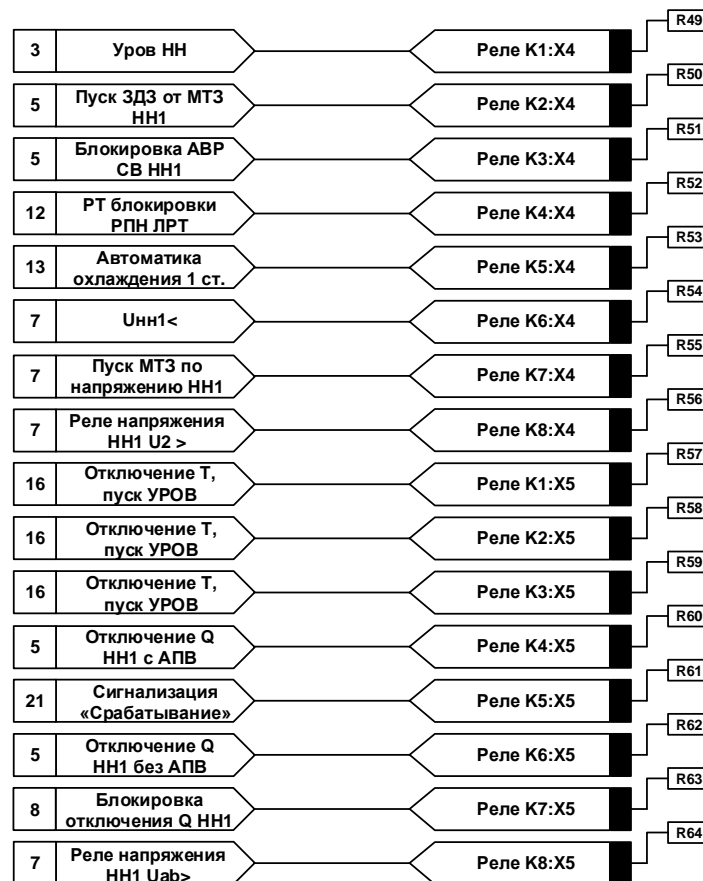 R49
3 Уров НН Реле K1:X4
R50
5 Пуск ЗДЗ от МТЗ Реле K2:X4
НН1
R51
5 Блокировка АВР Реле K3:X4
СВ НН1
R52
12 РТ блокировки Реле K4:X4
РПН ЛРТ
R53
13 Автоматика Реле K5:X4
охлаждения 1 ст.
R54
7 Uнн1< Реле K6:X4
R55
7 Пуск МТЗ по Реле K7:X4
напряжению НН1
R56
7 Реле напряжения Реле K8:X4
НН1 U2 >
R57
16 Отключение Т, Реле K1:X5
пуск УРОВ
R58
16 Отключение Т, Реле K2:X5
пуск УРОВ
R59
16 Отключение Т, Реле K3:X5
пуск УРОВ
R60
5 Отключение Q Реле K4:X5
НН1 с АПВ
R61
21 Сигнализация Реле K5:X5
«Срабатывание»
R62
5 Отключение Q Реле K6:X5
НН1 без АПВ
R63
8 Блокировка Реле K7:X5
отключения Q НН1
R64
7 Реле напряжения Реле K8:X5
НН1 Uab>